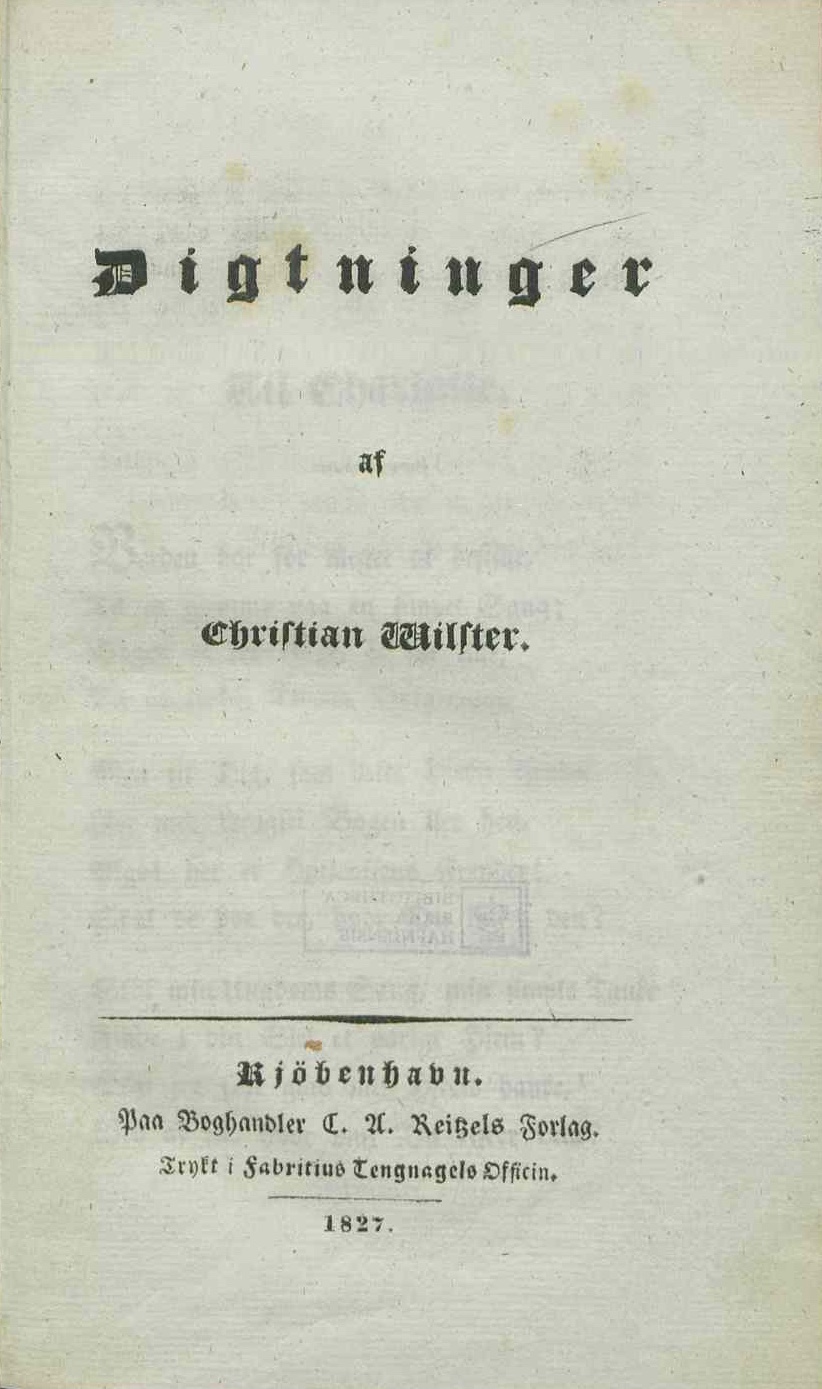 Digtninger
af
Christian Wilster.
Kjöbenhavn.
Paa Boghandler C. A. Reitzels Forlag.
Trykt i Fabritius Tengnagels Officin.
1827.